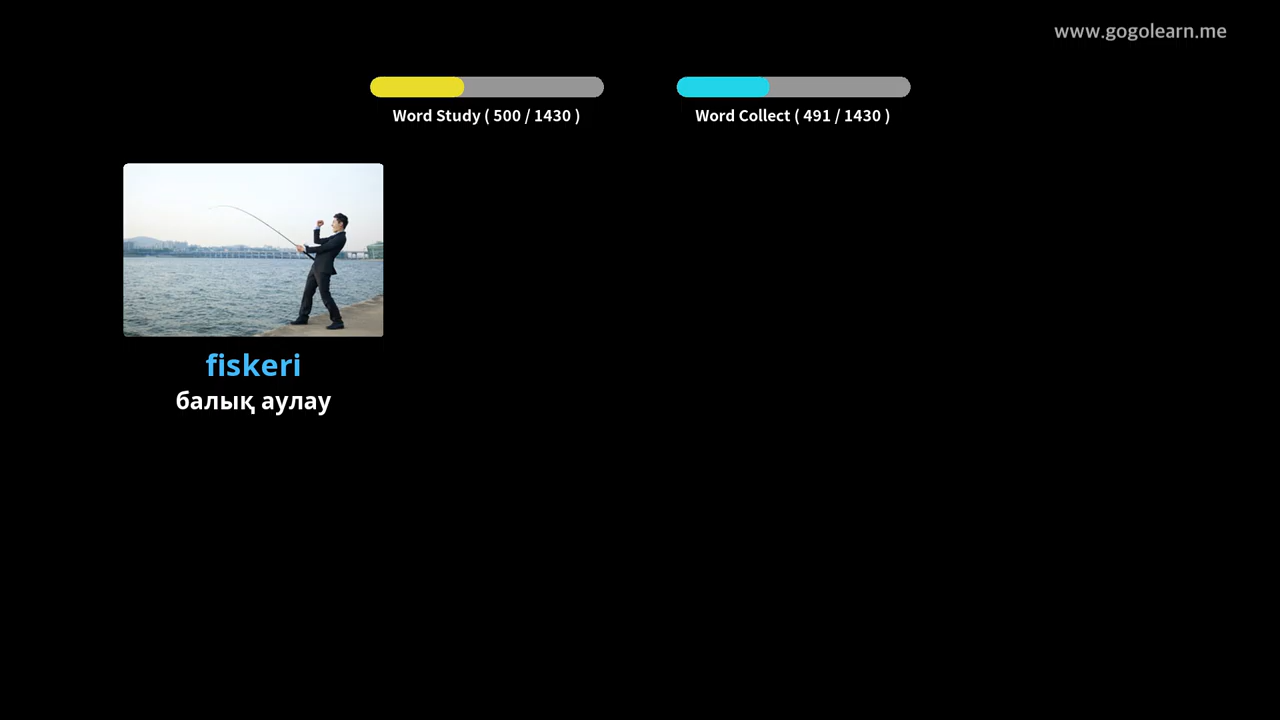 www.gogolearn.me
Word Study ( 500 / 1430 )
Word Collect ( 491 / 1430 )
fiskeri
балық аулау